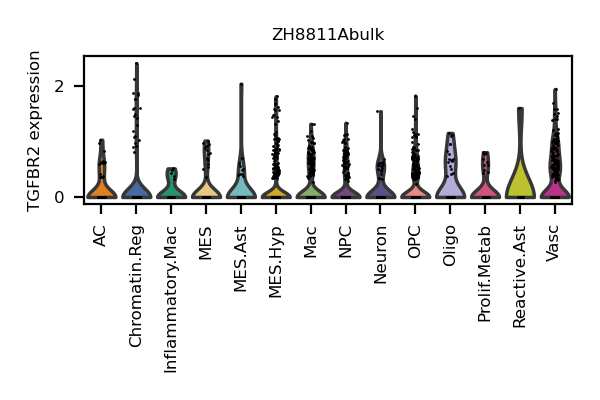 ZH8811Abulk
TGFBR2 expression
2
0
AC
Chromatin.Reg
Inflammatory.Mac
MES
MES.Ast
MES.Hyp
Mac
NPC
Neuron
OPC
Oligo
Prolif.Metab
Reactive.Ast
Vasc